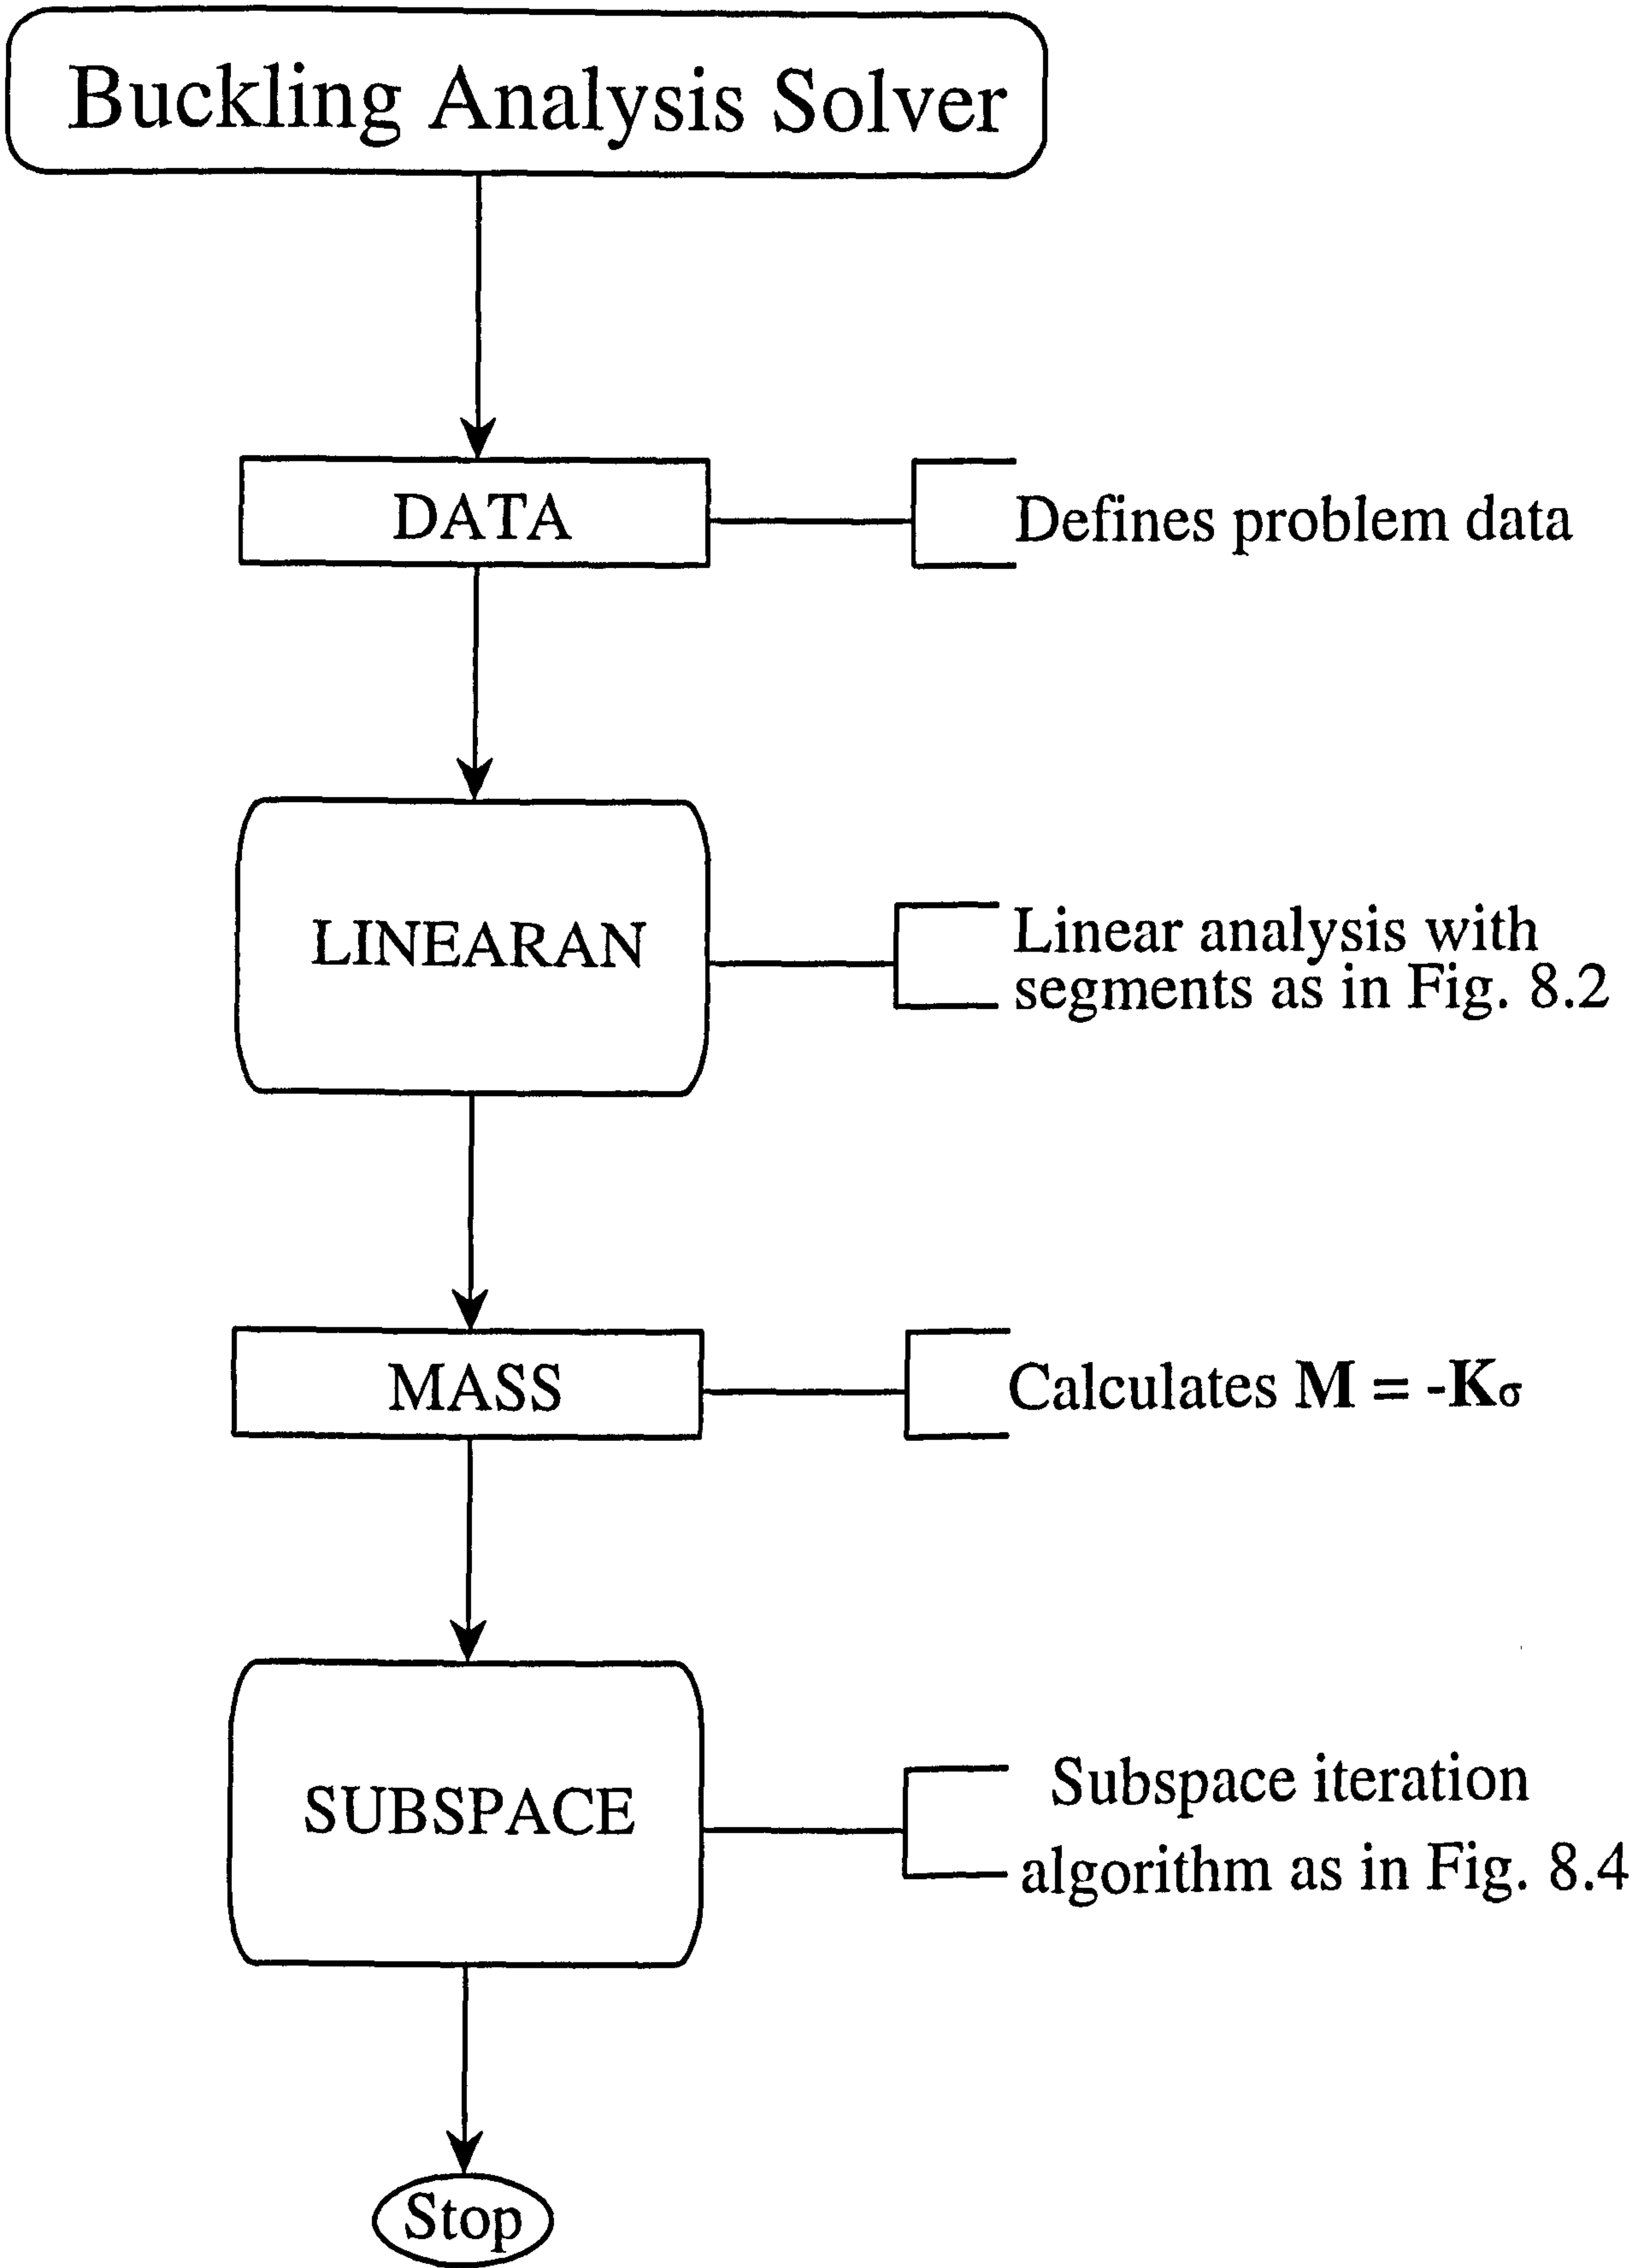 Buckling Analysis Solver
DATA
Defines problem data
LINEARAN
Linear analysis with
segments as in Fig. 8.2
MASS
Calculates M = -Kσ
SUBSPACE
Subspace iteration
algorithm as in Fig. 8.4
Stop